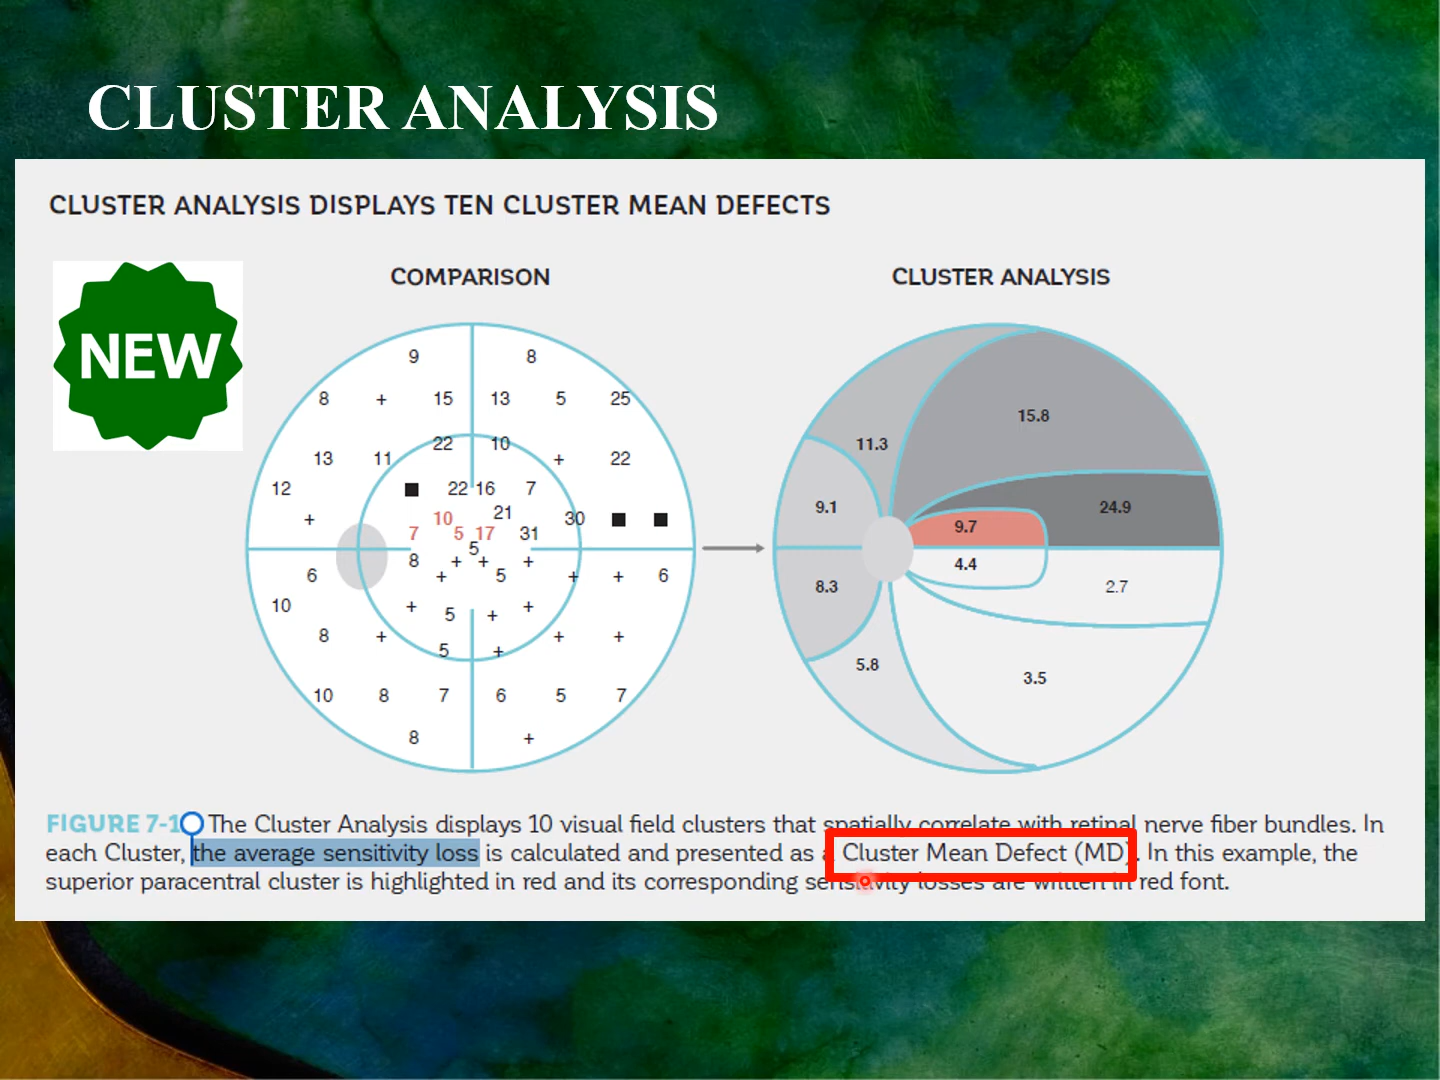 CLUSTER ANALYSIS
CLUSTER ANALYSIS DISPLAYS TEN CLUSTER MEAN DEFECTS
NEW
COMPARISON
9 8
8 + 15 13 5 25
22 10
13 11 + 22
12 22 16 7
+ 10 21 30
7 5 17 31
5
8 + + +
6 + 5 + + 6
10 + 5 + +
8 + + +
5 +
10 8 7 6 5 7
8 +
CLUSTER ANALYSIS
15.8
11.3
9.1 24.9
9.7
4.4
8.3 2.7
5.8 3.5
FIGURE 7-1 The Cluster Analysis displays 10 visual field clusters that spatially correlate with retinal nerve fiber bundles. In
each Cluster, the average sensitivity loss is calculated and presented as a Cluster Mean Defect (MD). In this example, the
superior paracentral cluster is highlighted in red and its corresponding sensitivity losses are written in red font.